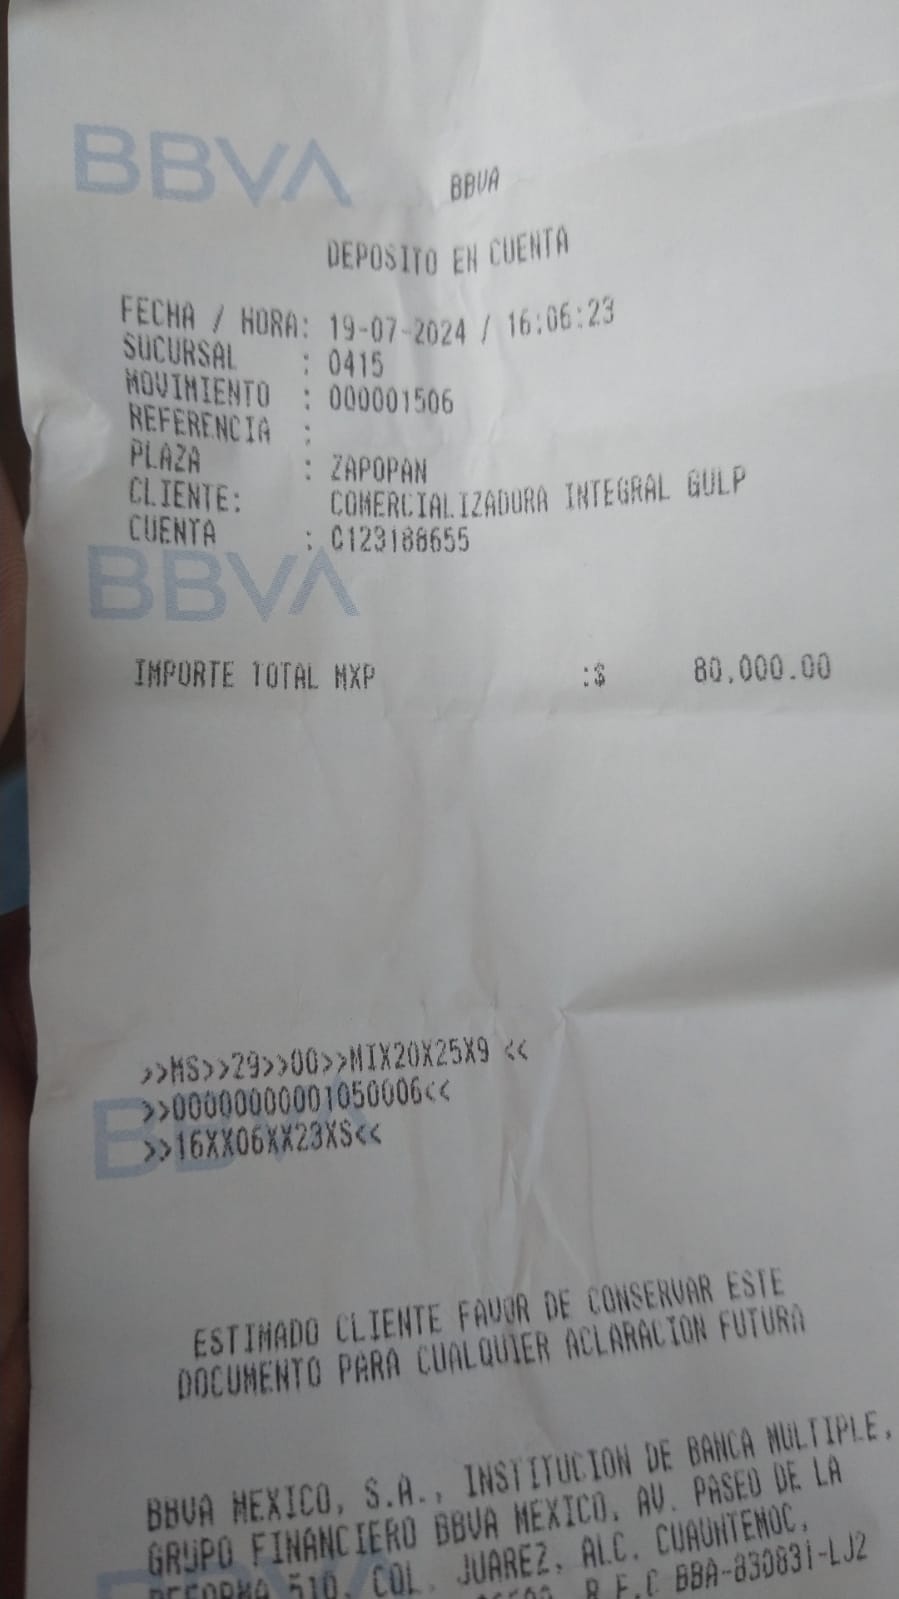 BBVA
BBVA
DEPOSITO EN CUENTA
FECHA / HORA: 19-07-2024 / 16:06:23
SUCURSAL : 0415
MOVIMIENTO : 000001506
REFERENCIA :
PLAZA : ZAPOPAN
CLIENTE: COMERCIALIZADORA INTEGRAL GULP
CUENTA : C123188655
BBVA
IMPORTE TOTAL MXP :$ 80,000.00
>>MS>>29>>00>>MIX20X25X9 <<
>>00000000001050006<<
BBVA
>>16XX06XX23XS<<
ESTIMADO CLIENTE FAVOR DE CONSERVAR ESTE
DOCUMENTO PARA CUALQUIER ACLARACION FUTURA
BBVA MEXICO, S.A., INSTITUCION DE BANCA MULTIPLE,
GRUPO FINANCIERO BBVA MEXICO, AV. PASEO DE LA
REFORMA 510, COL. JUAREZ, ALC. CUAUHTEMOC,
R.F.C BBA-830831-LJ2